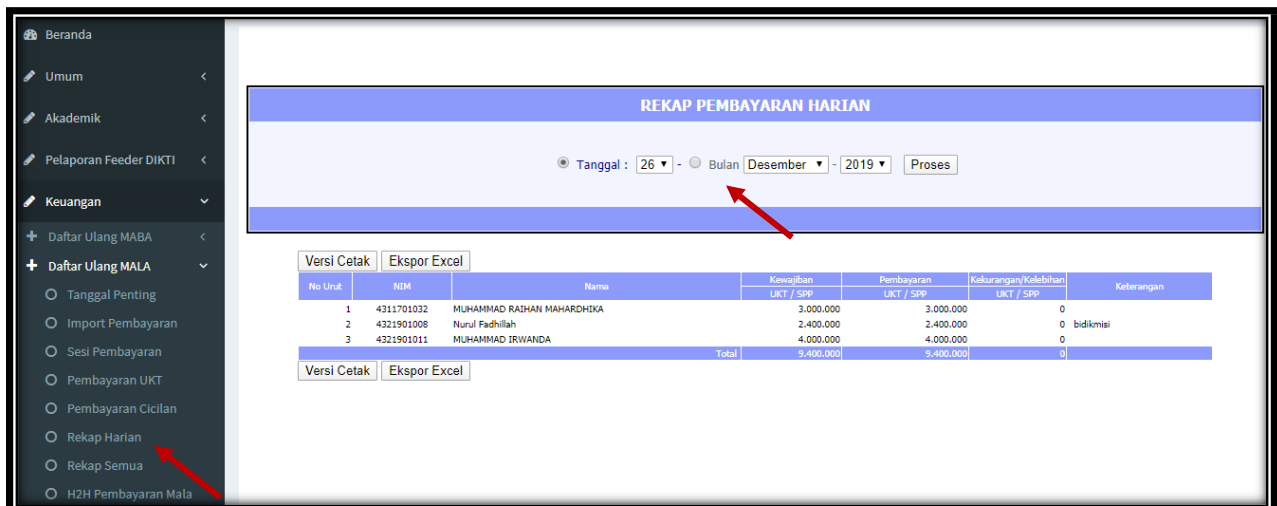 Beranda
Umum
Akademik
Pelaporan Feeder DIKTI
Keuangan
Daftar Ulang MABA
Daftar Ulang MALA
Tanggal Penting
Import Pembayaran
Sesi Pembayaran
Pembayaran UKT
Pembayaran Cicilan
Rekap Harian
Rekap Semua
H2H Pembayaran Mala
REKAP PEMBAYARAN HARIAN
Tanggal : 26 - Bulan Desember - 2019 Proses
Versi Cetak Ekspor Excel
No Urut NIM Nama Kewajiban Pembayaran Kekurangan/Kelebihan Keterangan
UKT / SPP UKT / SPP UKT / SPP
1 4311701032 MUHAMMAD RAIHAN MAHARDHIKA 3.000.000 3.000.000 0
2 4321901008 Nurul Fadhillah 2.400.000 2.400.000 0 bidikmisi
3 4321901011 MUHAMMAD IRWANDA 4.000.000 4.000.000 0
Total 9.400.000 9.400.000 0
Versi Cetak Ekspor Excel